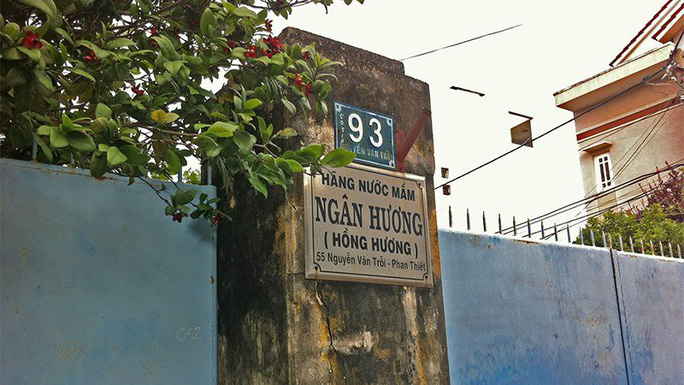 93
HÃNG NƯỚC MẮM
NGÂN HƯƠNG
( HỒNG HƯƠNG )
55 Nguyễn Văn Trỗi - Phan Thiết